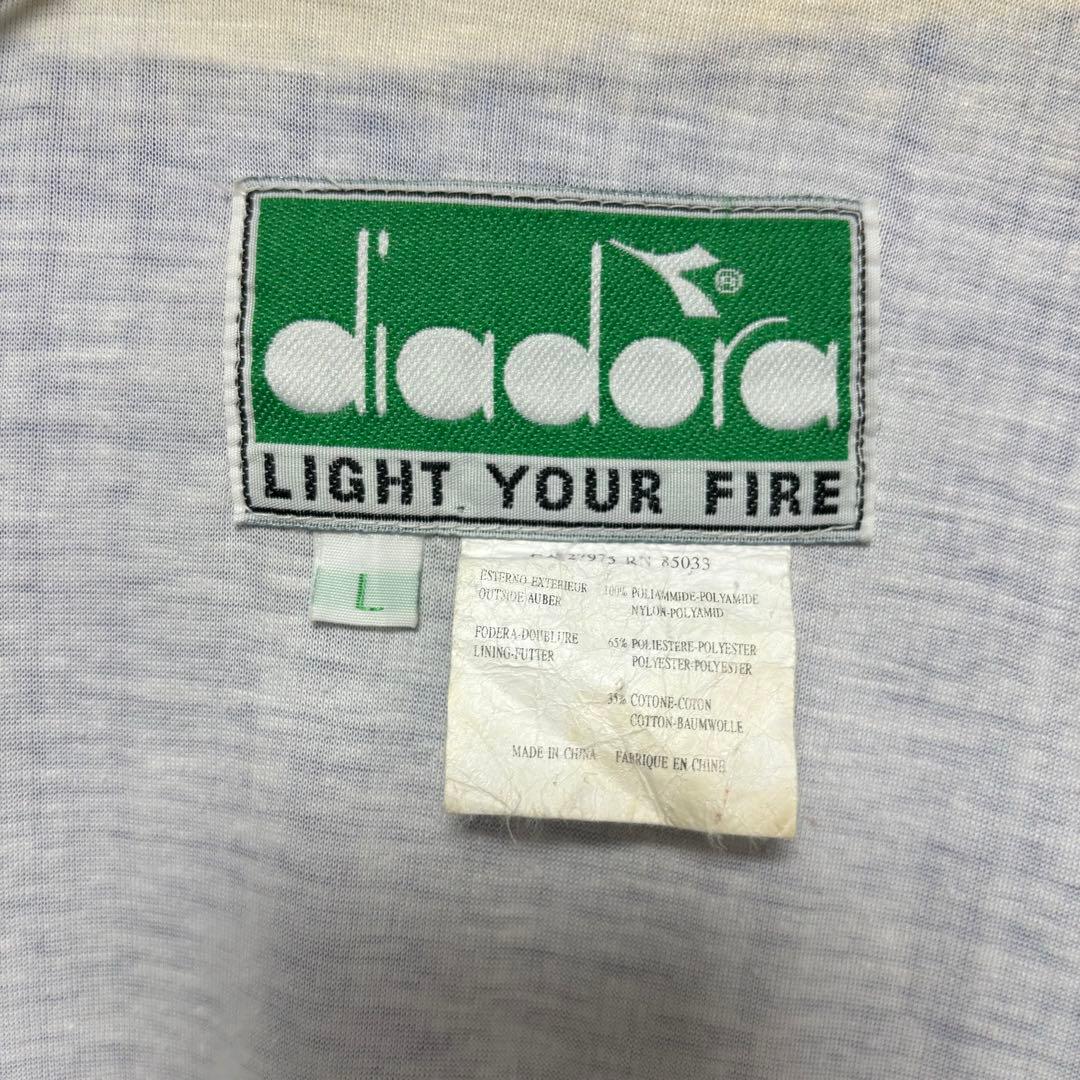 diadora®
LIGHT YOUR FIRE
L
27975 RN 85033
ESTERNO-EXTERIEUR 100% POLIAMMIDE-POLYAMIDE
OUTSIDE AUBER NYLON-POLYAMID
FODERA-DOUBLURE 65% POLIESTERE-POLYESTER
LINING-FUTTER POLYESTER-POLYESTER
35% COTONE-COTON
COTTON-BAUMWOLLE
MADE IN CHINA FABRIQUE EN CHINE